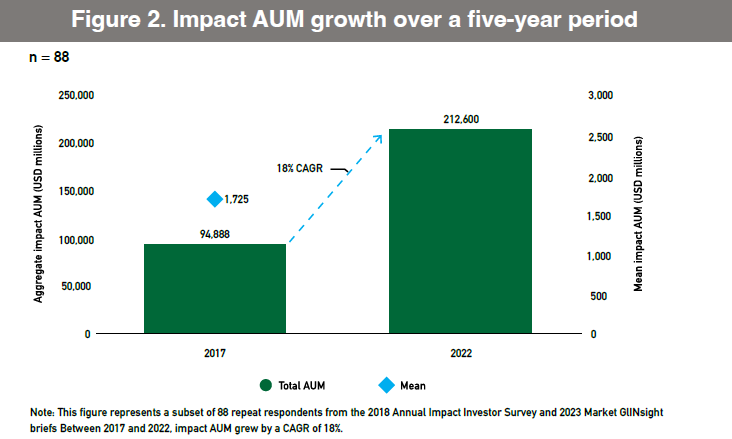 Figure 2. Impact AUM growth over a five-year period
n = 88
250,000
200,000
150,000
100,000
50,000
0
Aggregate impact AUM (USD millions)
3,000
2,500
2,000
1,500
1,000
500
0
Mean impact AUM (USD millions)
212,600
18% CAGR
1,725
94,888
2017
2022
Total AUM
Mean
Note: This figure represents a subset of 88 repeat respondents from the 2018 Annual Impact Investor Survey and 2023 Market GIINsight
briefs Between 2017 and 2022, impact AUM grew by a CAGR of 18%.